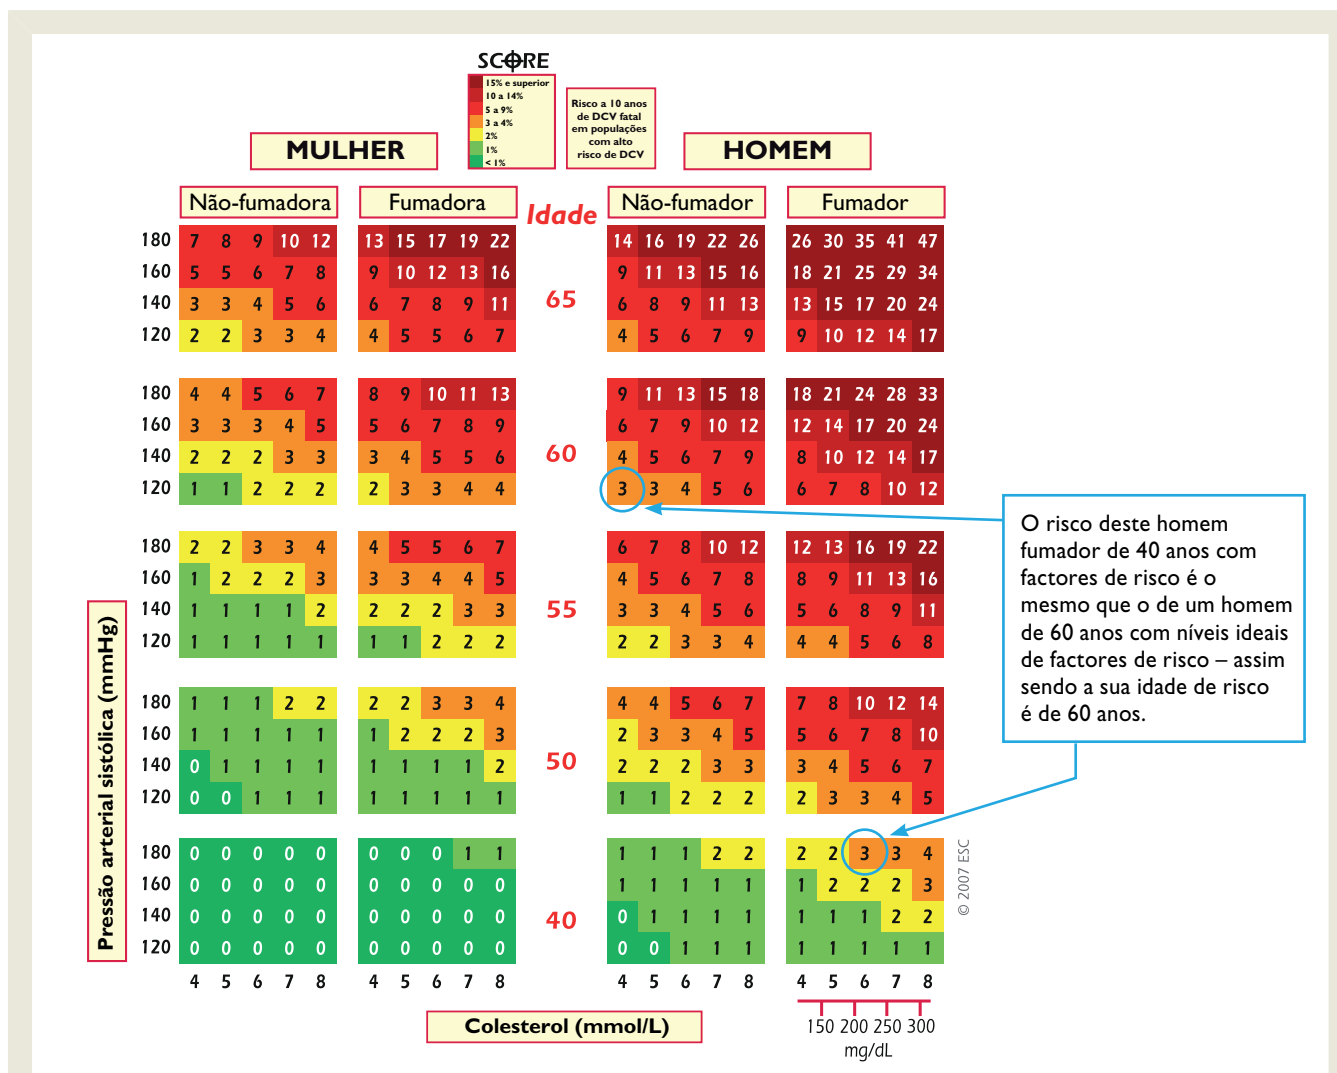 SCORE
15% e superior
10 a 14%
5 a 9%
3 a 4%
2%
1%
< 1%
Risco a 10 anos
de DCV fatal
em populações
com alto
risco de DCV
MULHER
HOMEM
Não-fumadora
Fumadora
Idade
Não-fumador
Fumador
180 7 8 9 10 12 13 15 17 19 22 14 16 19 22 26 26 30 35 41 47
160 5 5 6 7 8 9 10 12 13 16 9 11 13 15 16 18 21 25 29 34
65
140 3 3 4 5 6 6 7 8 9 11 6 8 9 11 13 13 15 17 20 24
120 2 2 3 3 4 4 5 5 6 7 4 5 6 7 9 9 10 12 14 17
180 4 4 5 6 7 8 9 10 11 13 9 11 13 15 18 18 21 24 28 33
160 3 3 3 4 5 5 6 7 8 9 6 7 9 10 12 12 14 17 20 24
60
140 2 2 2 3 3 3 4 5 5 6 4 5 6 7 9 8 10 12 14 17
120 1 1 2 2 2 2 3 3 4 4 3 3 4 5 6 6 7 8 10 12
180 2 2 3 3 4 4 5 5 6 7 6 7 8 10 12 12 13 16 19 22
160 1 2 2 2 3 3 3 4 4 5 4 5 6 7 8 8 9 11 13 16
55
140 1 1 1 1 2 2 2 2 3 3 3 3 4 5 6 5 6 8 9 11
120 1 1 1 1 1 1 1 2 2 2 2 2 3 3 4 4 4 5 6 8
180 1 1 1 2 2 2 2 3 3 4 4 4 5 6 7 7 8 10 12 14
160 1 1 1 1 1 1 2 2 2 3 2 3 3 4 5 5 6 7 8 10
50
140 0 1 1 1 1 1 1 1 1 2 2 2 2 3 3 3 4 5 6 7
120 0 0 1 1 1 1 1 1 1 1 1 1 2 2 2 2 3 3 4 5
180 0 0 0 0 0 0 0 0 1 1 1 1 1 2 2 2 2 3 3 4
160 0 0 0 0 0 0 0 0 0 0 1 1 1 1 1 1 2 2 2 3
40
140 0 0 0 0 0 0 0 0 0 0 0 1 1 1 1 1 1 1 2 2
120 0 0 0 0 0 0 0 0 0 0 0 0 1 1 1 1 1 1 1 1
4 5 6 7 8 4 5 6 7 8 4 5 6 7 8 4 5 6 7 8
150 200 250 300
mg/dL
Pressão arterial sistólica (mmHg)
Colesterol (mmol/L)
O risco deste homem
fumador de 40 anos com
factores de risco é o
mesmo que o de um homem
de 60 anos com níveis ideais
de factores de risco – assim
sendo a sua idade de risco
é de 60 anos.
© 2007 ESC